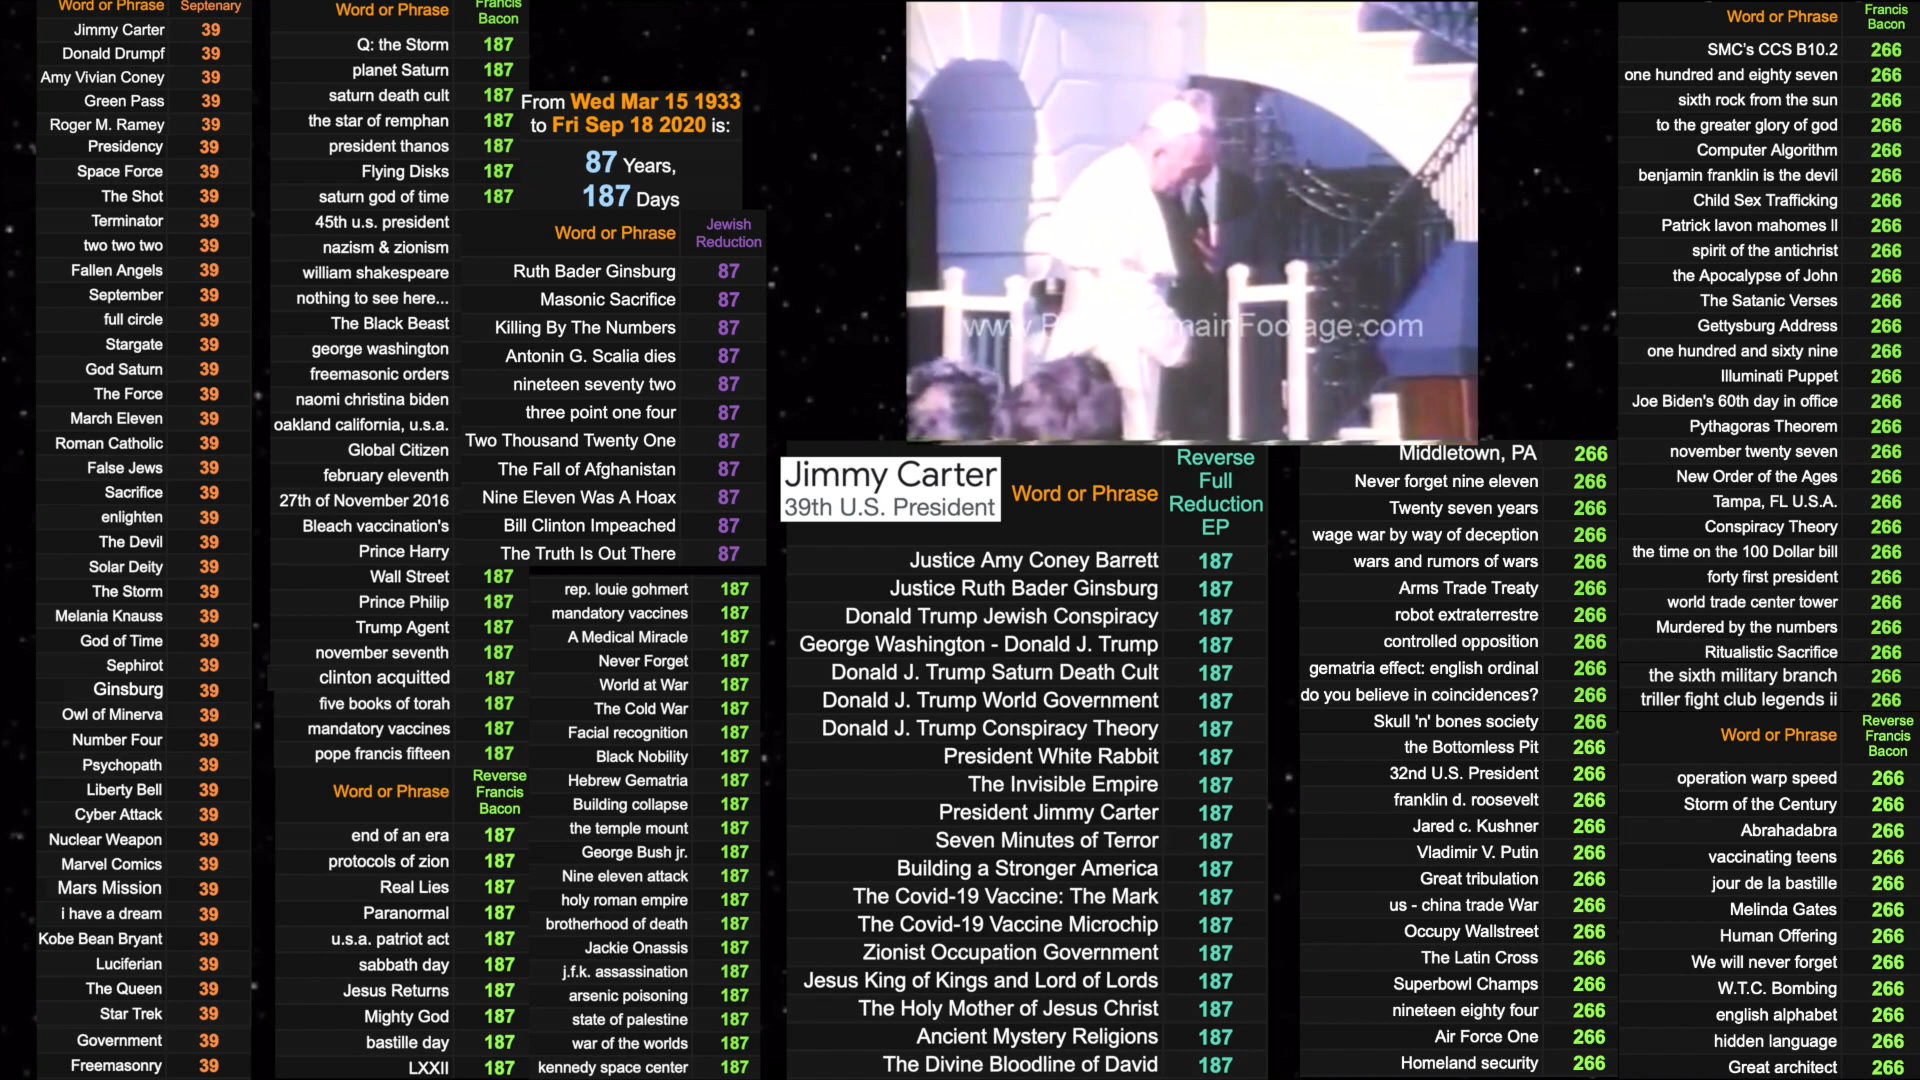 Word or Phrase Septenary
Jimmy Carter 39
Donald Drumpf 39
Amy Vivian Coney 39
Green Pass 39
Roger M. Ramey 39
Presidency 39
Space Force 39
The Shot 39
Terminator 39
two two two 39
Fallen Angels 39
September 39
full circle 39
Stargate 39
God Saturn 39
The Force 39
March Eleven 39
Roman Catholic 39
False Jews 39
Sacrifice 39
enlighten 39
The Devil 39
Solar Deity 39
The Storm 39
Melania Knauss 39
God of Time 39
Sephirot 39
Ginsburg 39
Owl of Minerva 39
Number Four 39
Psychopath 39
Liberty Bell 39
Cyber Attack 39
Nuclear Weapon 39
Marvel Comics 39
Mars Mission 39
i have a dream 39
Kobe Bean Bryant 39
Luciferian 39
The Queen 39
Star Trek 39
Government 39
Freemasonry 39
Word or Phrase Francis Bacon
Q: the Storm 187
planet Saturn 187
saturn death cult 187
the star of remphan 187
president thanos 187
Flying Disks 187
saturn god of time 187
45th u.s. president
nazism & zionism
william shakespeare
nothing to see here...
The Black Beast
george washington
freemasonic orders
naomi christina biden
oakland california, u.s.a.
Global Citizen
february eleventh
27th of November 2016
Bleach vaccination's
Prince Harry
Wall Street 187
Prince Philip 187
Trump Agent 187
november seventh 187
clinton acquitted 187
five books of torah 187
mandatory vaccines 187
pope francis fifteen 187
Word or Phrase Reverse Francis Bacon
end of an era 187
protocols of zion 187
Real Lies 187
Paranormal 187
u.s.a. patriot act 187
sabbath day 187
Jesus Returns 187
Mighty God 187
bastille day 187
LXXII 187
From Wed Mar 15 1933
to Fri Sep 18 2020 is:
87 Years,
187 Days
Word or Phrase Jewish Reduction
Ruth Bader Ginsburg 87
Masonic Sacrifice 87
Killing By The Numbers 87
Antonin G. Scalia dies 87
nineteen seventy two 87
three point one four 87
Two Thousand Twenty One 87
The Fall of Afghanistan 87
Nine Eleven Was A Hoax 87
Bill Clinton Impeached 87
The Truth Is Out There 87
rep. louie gohmert 187
mandatory vaccines 187
A Medical Miracle 187
Never Forget 187
World at War 187
The Cold War 187
Facial recognition 187
Black Nobility 187
Hebrew Gematria 187
Building collapse 187
the temple mount 187
George Bush jr. 187
Nine eleven attack 187
holy roman empire 187
brotherhood of death 187
Jackie Onassis 187
j.f.k. assassination 187
arsenic poisoning 187
state of palestine 187
war of the worlds 187
kennedy space center 187
Jimmy Carter
39th U.S. President
Word or Phrase Reverse Full Reduction EP
Justice Amy Coney Barrett 187
Justice Ruth Bader Ginsburg 187
Donald Trump Jewish Conspiracy 187
George Washington - Donald J. Trump 187
Donald J. Trump Saturn Death Cult 187
Donald J. Trump World Government 187
Donald J. Trump Conspiracy Theory 187
President White Rabbit 187
The Invisible Empire 187
President Jimmy Carter 187
Seven Minutes of Terror 187
Building a Stronger America 187
The Covid-19 Vaccine: The Mark 187
The Covid-19 Vaccine Microchip 187
Zionist Occupation Government 187
Jesus King of Kings and Lord of Lords 187
The Holy Mother of Jesus Christ 187
Ancient Mystery Religions 187
The Divine Bloodline of David 187
Middletown, PA 266
Never forget nine eleven 266
Twenty seven years 266
wage war by way of deception 266
wars and rumors of wars 266
Arms Trade Treaty 266
robot extraterrestre 266
controlled opposition 266
gematria effect: english ordinal 266
do you believe in coincidences? 266
Skull 'n' bones society 266
the Bottomless Pit 266
32nd U.S. President 266
franklin d. roosevelt 266
Jared c. Kushner 266
Vladimir V. Putin 266
Great tribulation 266
us - china trade War 266
Occupy Wallstreet 266
The Latin Cross 266
Superbowl Champs 266
nineteen eighty four 266
Air Force One 266
Homeland security 266
Word or Phrase Francis Bacon
SMC's CCS B10.2 266
one hundred and eighty seven 266
sixth rock from the sun 266
to the greater glory of god 266
Computer Algorithm 266
benjamin franklin is the devil 266
Child Sex Trafficking 266
Patrick lavon mahomes ll 266
spirit of the antichrist 266
the Apocalypse of John 266
The Satanic Verses 266
Gettysburg Address 266
one hundred and sixty nine 266
Illuminati Puppet 266
Joe Biden's 60th day in office 266
Pythagoras Theorem 266
november twenty seven 266
New Order of the Ages 266
Tampa, FL U.S.A. 266
Conspiracy Theory 266
the time on the 100 Dollar bill 266
forty first president 266
world trade center tower 266
Murdered by the numbers 266
Ritualistic Sacrifice 266
the sixth military branch 266
triller fight club legends ii 266
Word or Phrase Reverse Francis Bacon
operation warp speed 266
Storm of the Century 266
Abrahadabra 266
vaccinating teens 266
jour de la bastille 266
Melinda Gates 266
Human Offering 266
We will never forget 266
W.T.C. Bombing 266
english alphabet 266
hidden language 266
Great architect 266